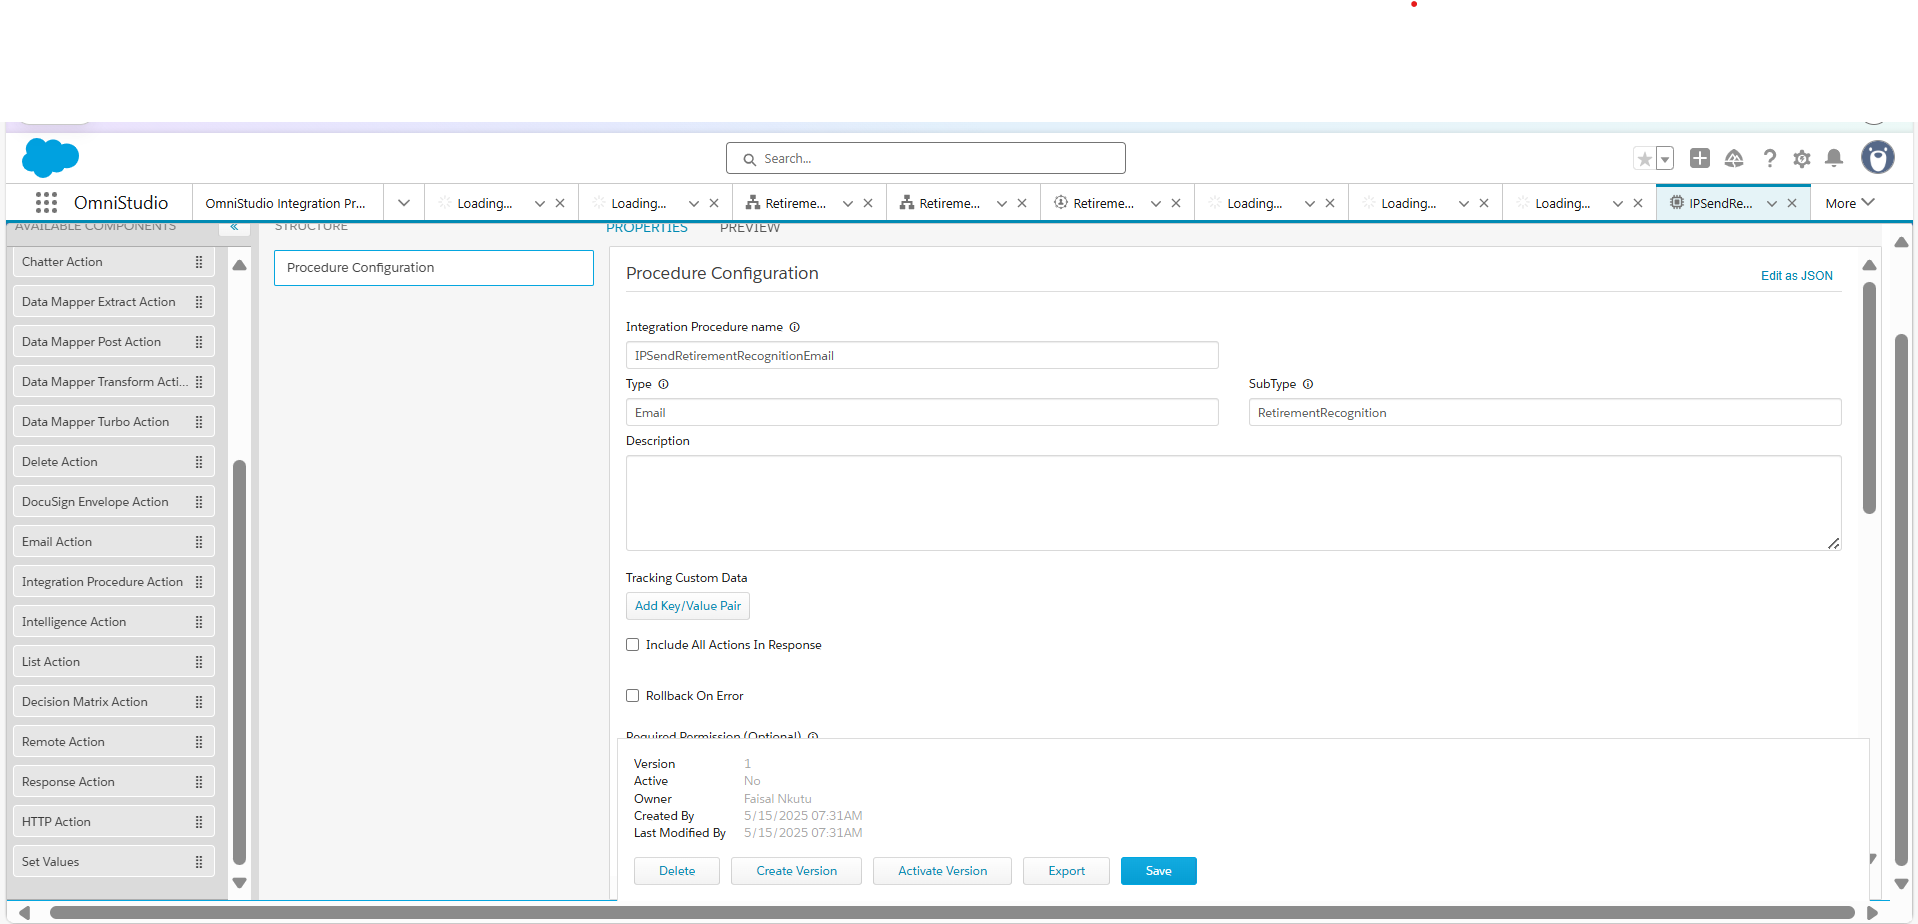 Search...
OmniStudio
OmniStudio Integration Pr...
Loading...
Loading...
Retireme...
Retireme...
Retireme...
Loading...
Loading...
Loading...
IPSendRe...
More
AVAILABLE COMPONENTS
Chatter Action
Data Mapper Extract Action
Data Mapper Post Action
Data Mapper Transform Acti...
Data Mapper Turbo Action
Delete Action
DocuSign Envelope Action
Email Action
Integration Procedure Action
Intelligence Action
List Action
Decision Matrix Action
Remote Action
Response Action
HTTP Action
Set Values
STRUCTURE
Procedure Configuration
PROPERTIES
PREVIEW
Procedure Configuration
Edit as JSON
Integration Procedure name
IPSendRetirementRecognitionEmail
Type
SubType
Email
RetirementRecognition
Description
Tracking Custom Data
Add Key/Value Pair
Include All Actions In Response
Rollback On Error
Required Permission (Optional)
Version 1
Active No
Owner Faisal Nkutu
Created By 5/15/2025 07:31AM
Last Modified By 5/15/2025 07:31AM
Delete
Create Version
Activate Version
Export
Save